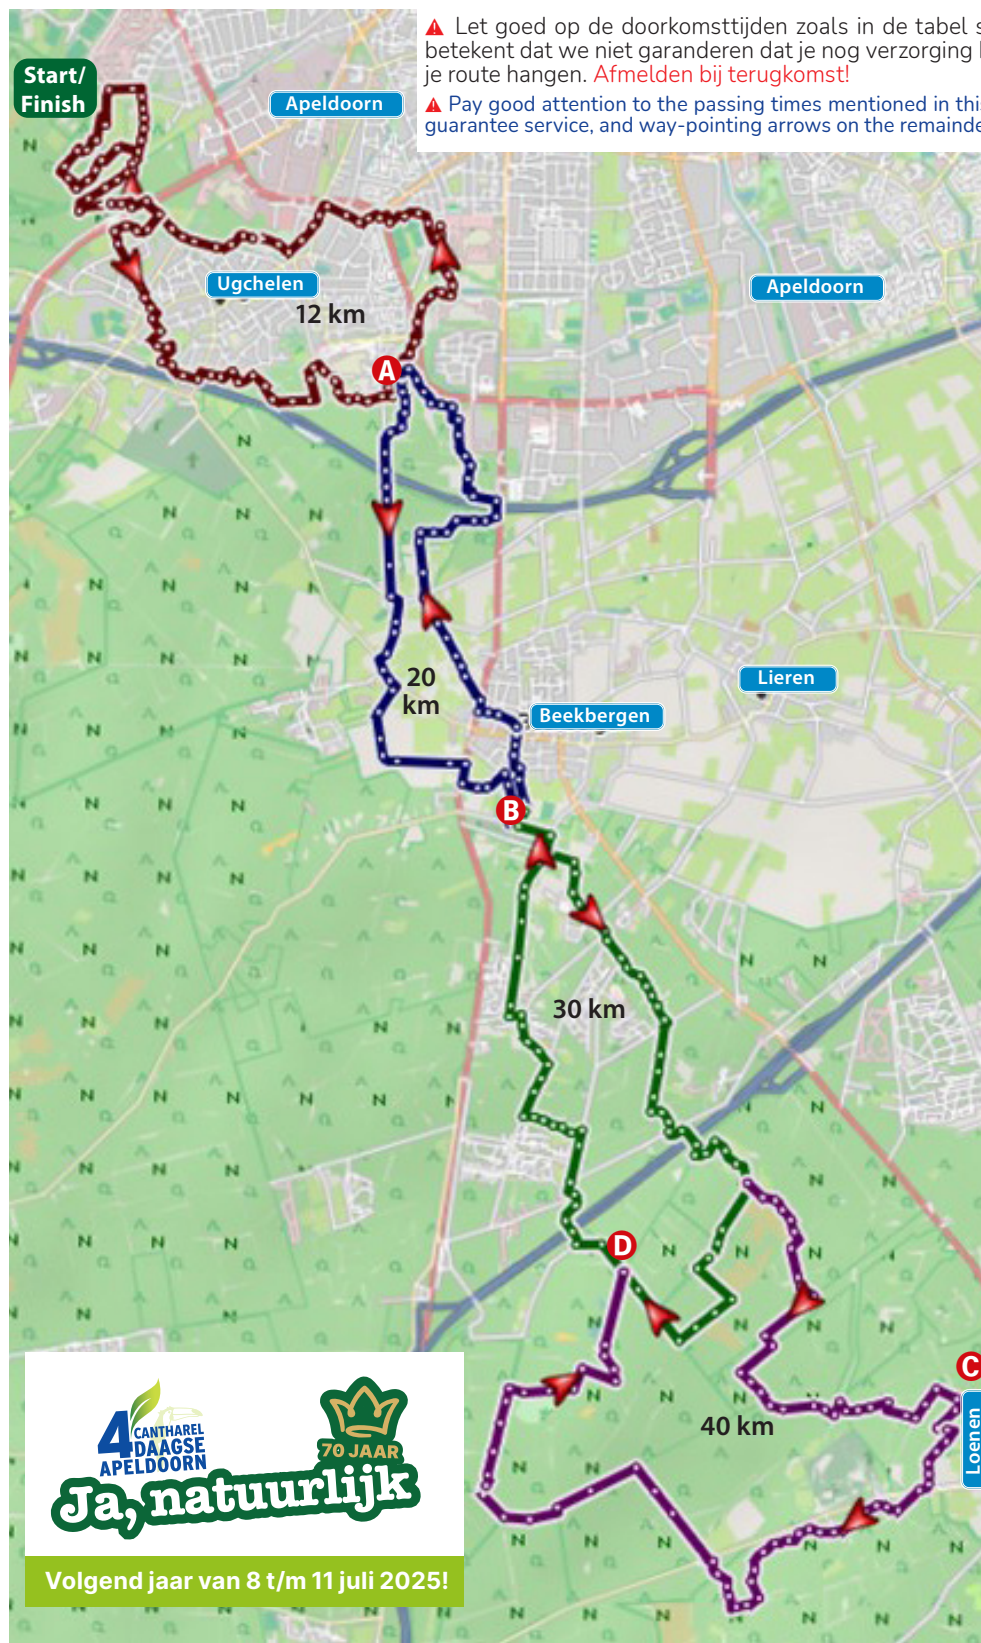 Let goed op de doorkomsttijden zoals in de tabel
betekent dat we niet garanderen dat je nog verzorging
je route hangen. Afmelden bij terugkomst!
Pay good attention to the passing times mentioned in
guarantee service, and way-pointing arrows on the
Start/
Finish
Apeldoorn
Ugchelen
12 km
Apeldoorn
A
20
km
Lieren
Beekbergen
B
30 km
D
C
40 km
Loenen
4 CANTHAREL
DAAGSE
APELDOORN
70 JAAR
Ja, natuurlijk
Volgend jaar van 8 t/m 11 juli 2025!